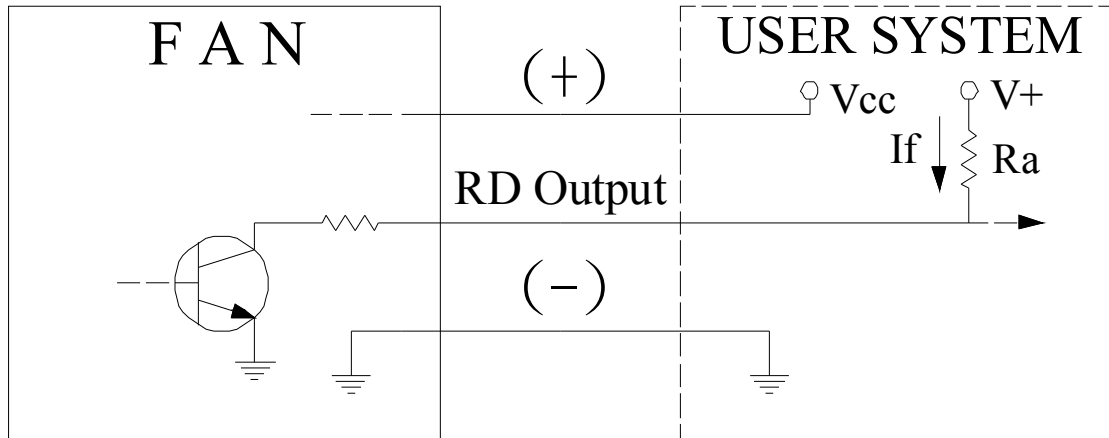 F A N
USER SYSTEM
(+)
Vcc
V+
If
Ra
RD Output
(-)